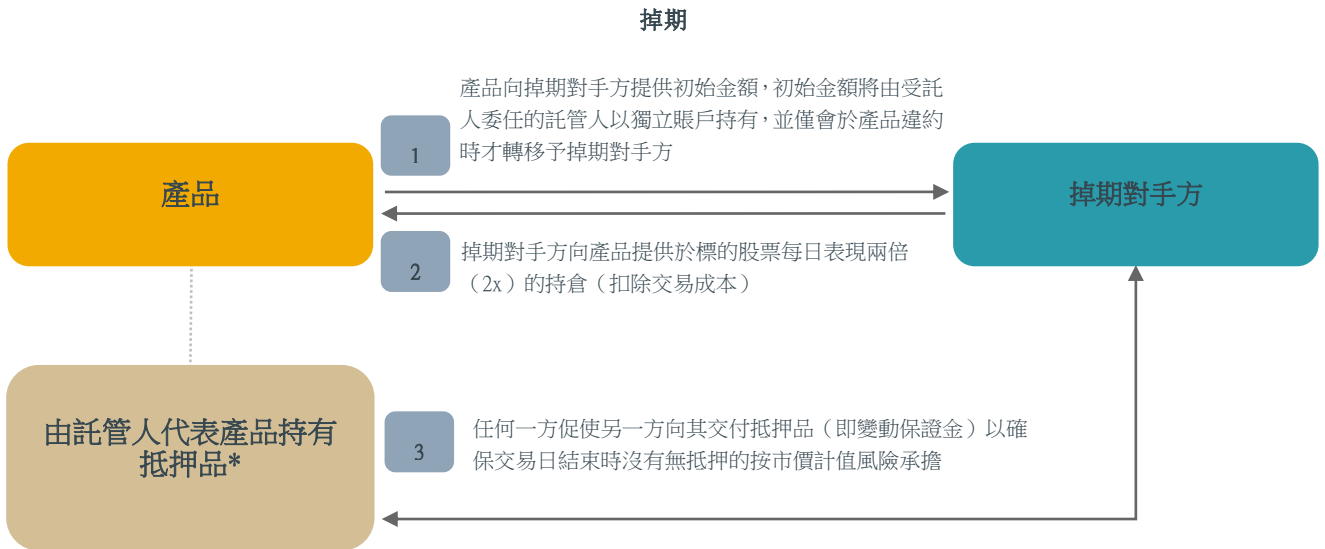 掉期
產品向掉期對手方提供初始金額，初始金額將由受託
人委任的託管人以獨立賬戶持有，並僅會於產品違約
時才轉移予掉期對手方
1
產品
掉期對手方
2
掉期對手方向產品提供於標的股票每日表現兩倍
（2x）的持倉（扣除交易成本）
由託管人代表產品持有
抵押品*
3
任何一方促使另一方向其交付抵押品（即變動保證金）以確
保交易日結束時沒有無抵押的按市價計值風險承擔